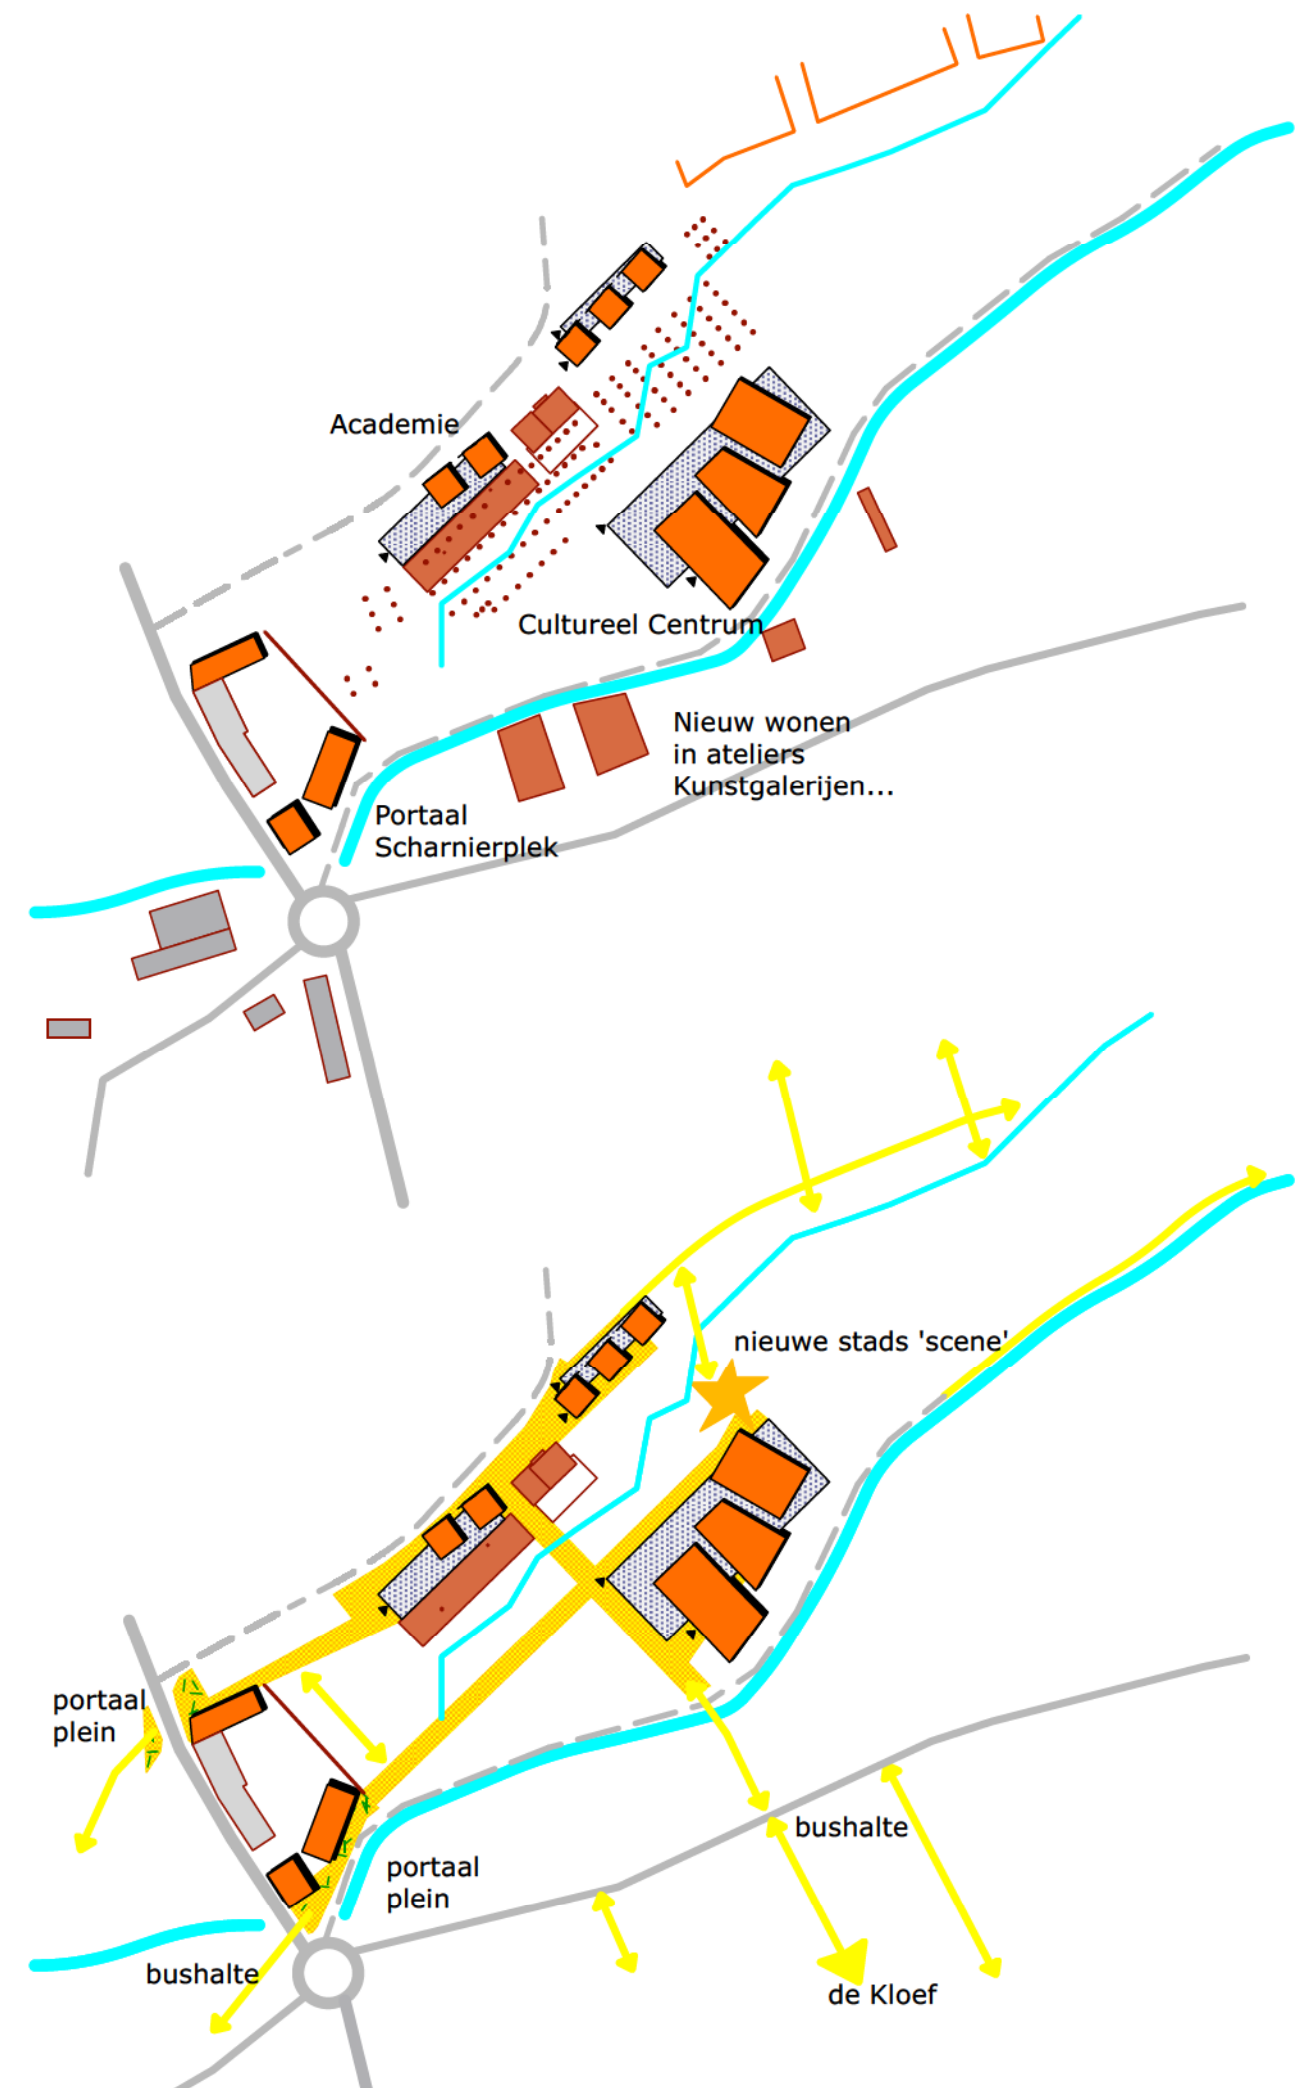 Academie
Cultureel Centrum
Nieuw wonen
in ateliers
Kunstgalerijen...
Portaal
Scharnierplek
nieuwe stads 'scene'
portaal
plein
bushalte
portaal
plein
bushalte
de Kloef